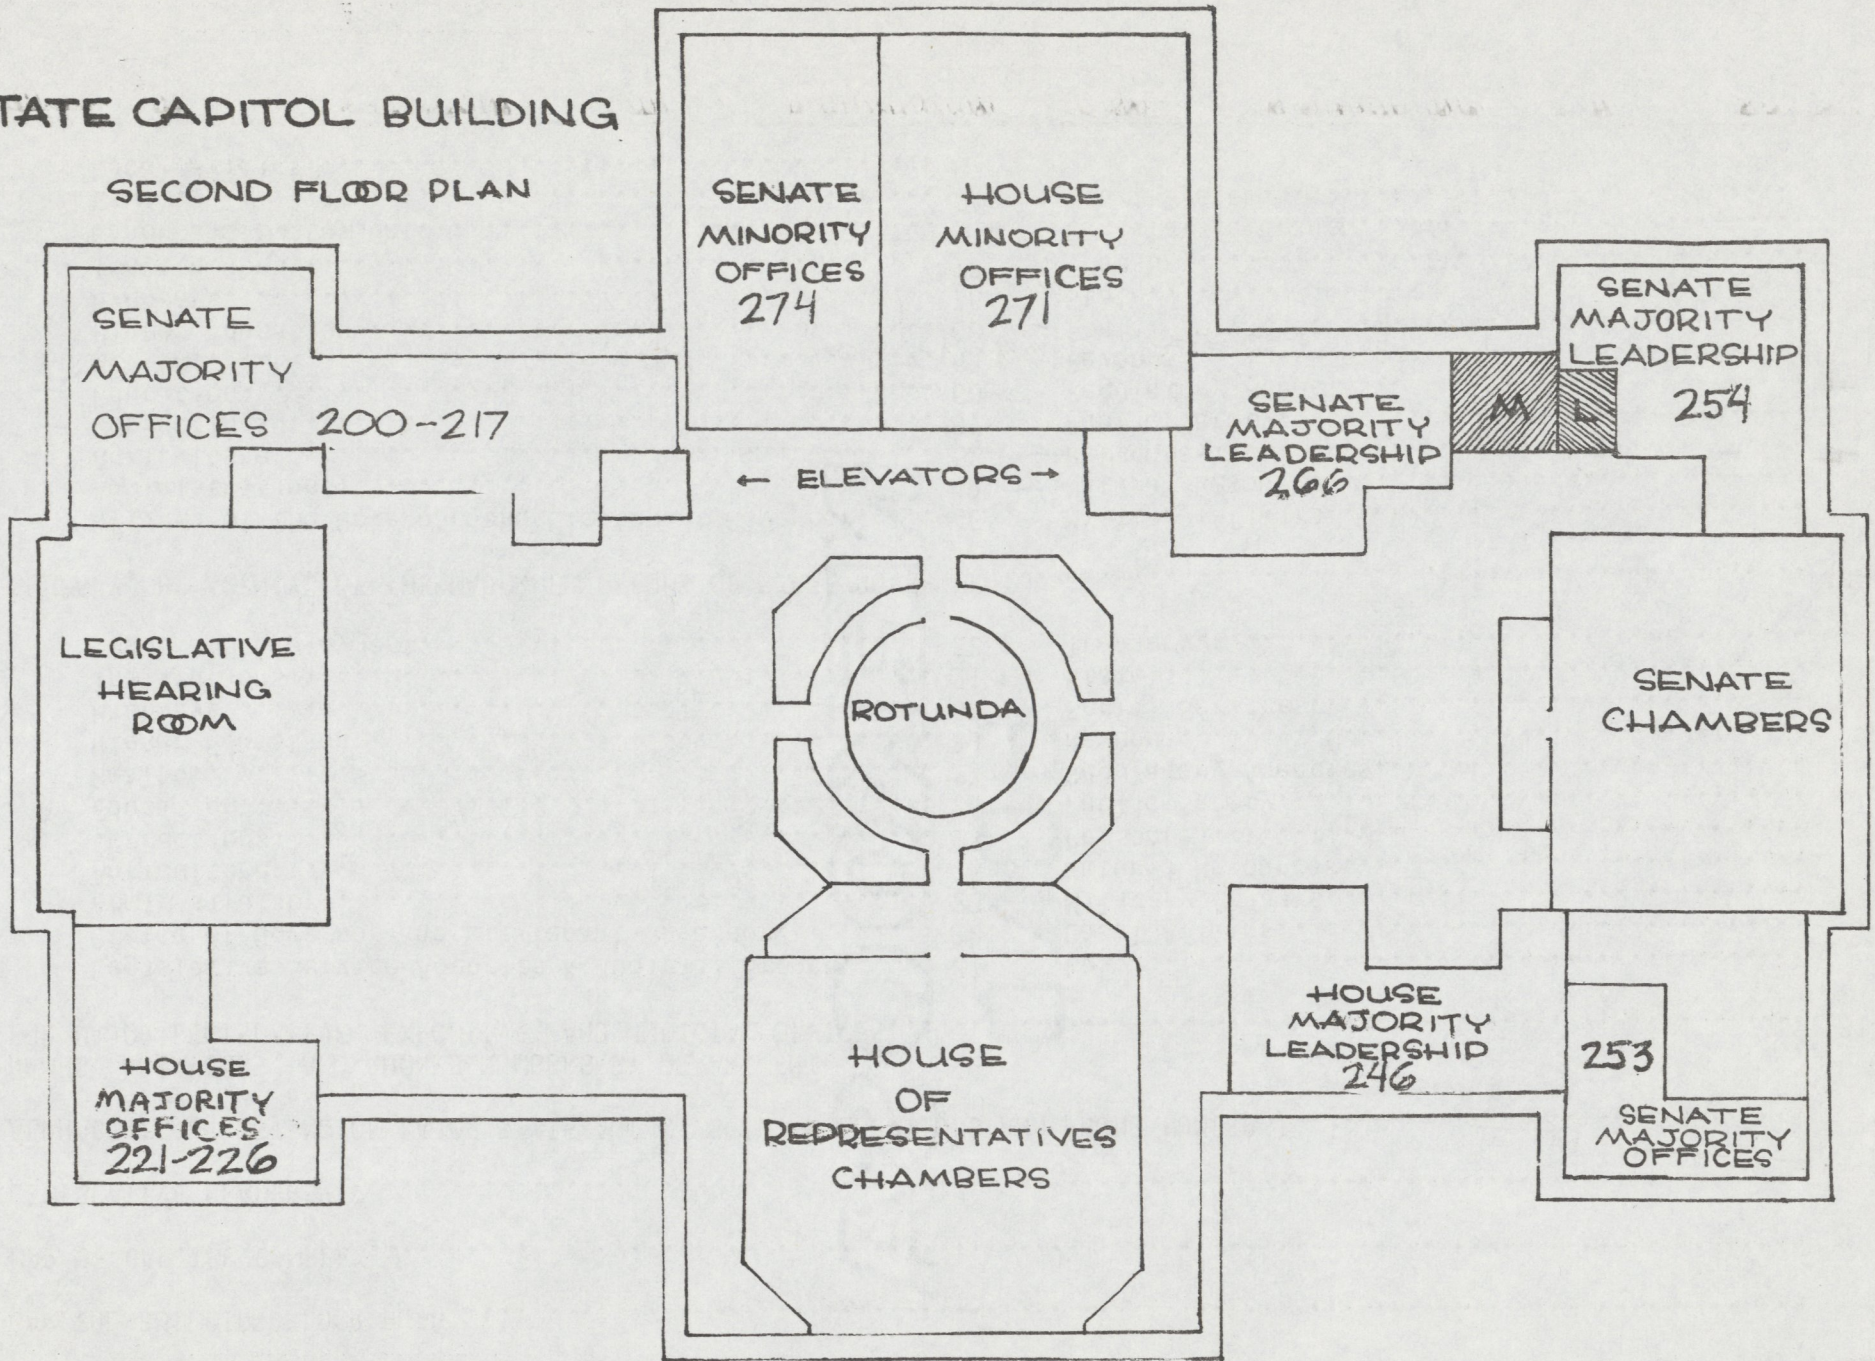 TATE CAPITOL BUILDING
SECOND FLOOR PLAN
SENATE
MINORITY
OFFICES
274
HOUSE
MINORITY
OFFICES
271
SENATE
MAJORITY
OFFICES 200-217
SENATE
MAJORITY
LEADERSHIP
266
M
L
SENATE
MAJORITY
LEADERSHIP
254
← ELEVATORS →
LEGISLATIVE
HEARING
ROOM
ROTUNDA
SENATE
CHAMBERS
HOUSE
MAJORITY
OFFICES
221-226
HOUSE
OF
REPRESENTATIVES
CHAMBERS
HOUSE
MAJORITY
LEADERSHIP
246
253
SENATE
MAJORITY
OFFICES